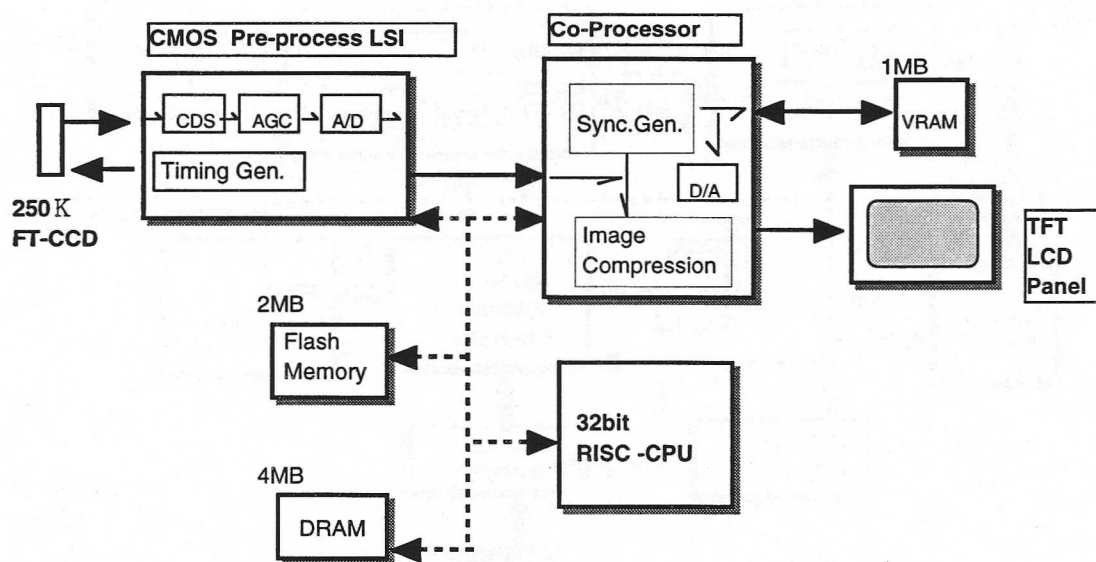 CMOS Pre-process LSI
Co-Processor
CDS
AGC
A/D
Timing Gen.
250K
FT-CCD
Sync.Gen.
D/A
Image
Compression
1MB
VRAM
TFT
LCD
Panel
2MB
Flash
Memory
32bit
RISC -CPU
4MB
DRAM